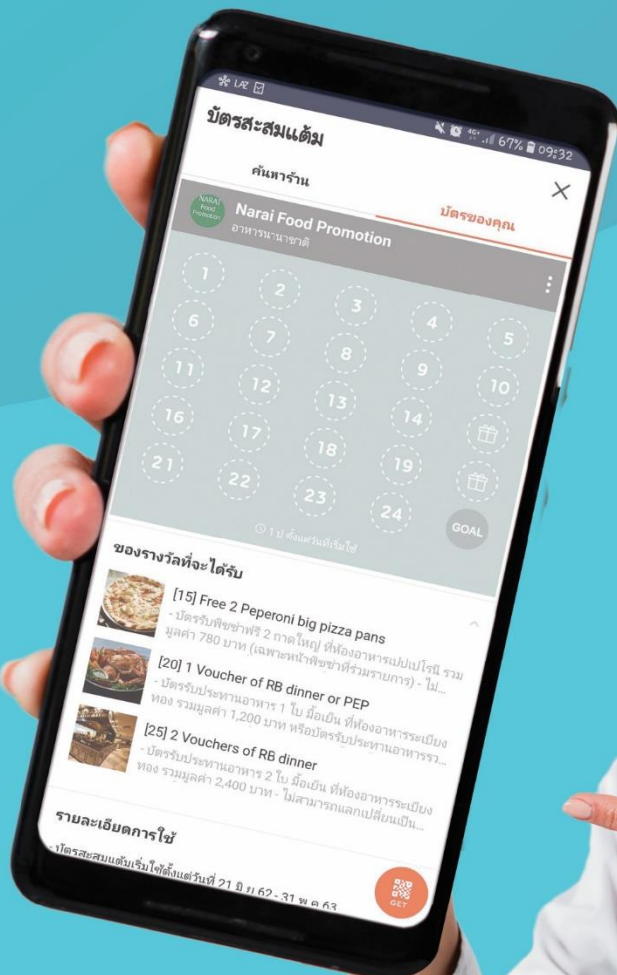 LAZ
4G+ 67% 09:32
บัตรสะสมแต้ม
ค้นหาร้าน
บัตรของคุณ
NARAI
Food
Promotion
Narai Food Promotion
อาหารนานาชาติ
1 2 3 4 5
6 7 8 9 10
11 12 13 14
16 17 18 19
21 22 23 24 GOAL
1 ปี ตั้งแต่วันที่เริ่มใช้
ของรางวัลที่จะได้รับ
[15] Free 2 Peperoni big pizza pans
- บัตรรับพิซซ่าฟรี 2 ถาดใหญ่ ที่ห้องอาหารเปปเปโรนี รวม
มูลค่า 780 บาท (เฉพาะหน้าพิซซ่าที่ร่วมรายการ) - ไม่...
[20] 1 Voucher of RB dinner or PEP
- บัตรรับประทานอาหาร 1 ใบ มื้อเย็น ที่ห้องอาหารระเบียง
ทอง รวมมูลค่า 1,200 บาท หรือบัตรรับประทานอาหารรว...
[25] 2 Vouchers of RB dinner
- บัตรรับประทานอาหาร 2 ใบ มื้อเย็น ที่ห้องอาหารระเบียง
ทอง รวมมูลค่า 2,400 บาท - ไม่สามารถแลกเปลี่ยนเป็น...
รายละเอียดการใช้
- บัตรสะสมแต้มเริ่มใช้ตั้งแต่วันที่ 21 มิ.ย 62 - 31 พ.ค 63
GET